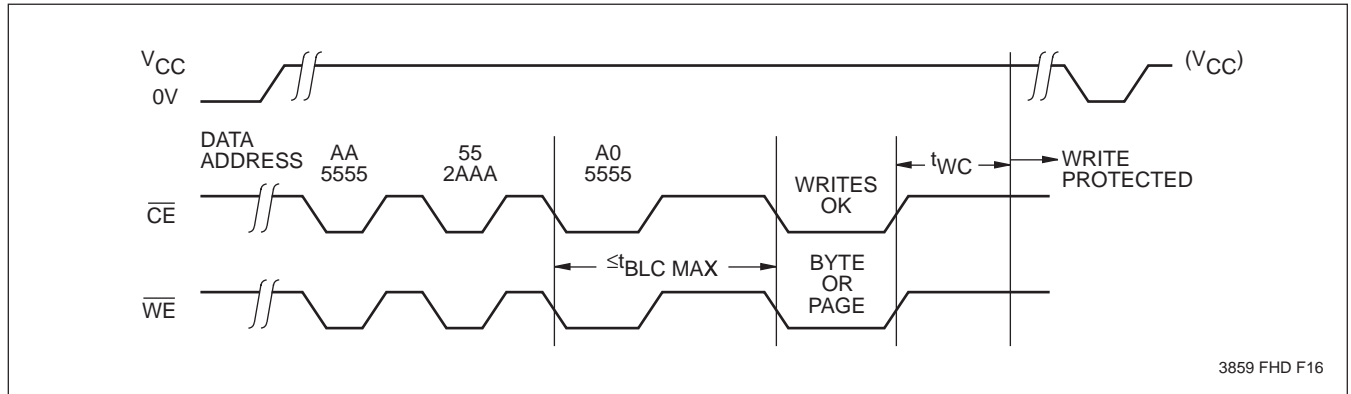 VCC
0V
(VCC)
DATA
ADDRESS
AA
5555
55
2AAA
A0
5555
WRITES
OK
tWC
WRITE
PROTECTED
CE
≤tBLC MAX
BYTE
OR
PAGE
WE
3859 FHD F16